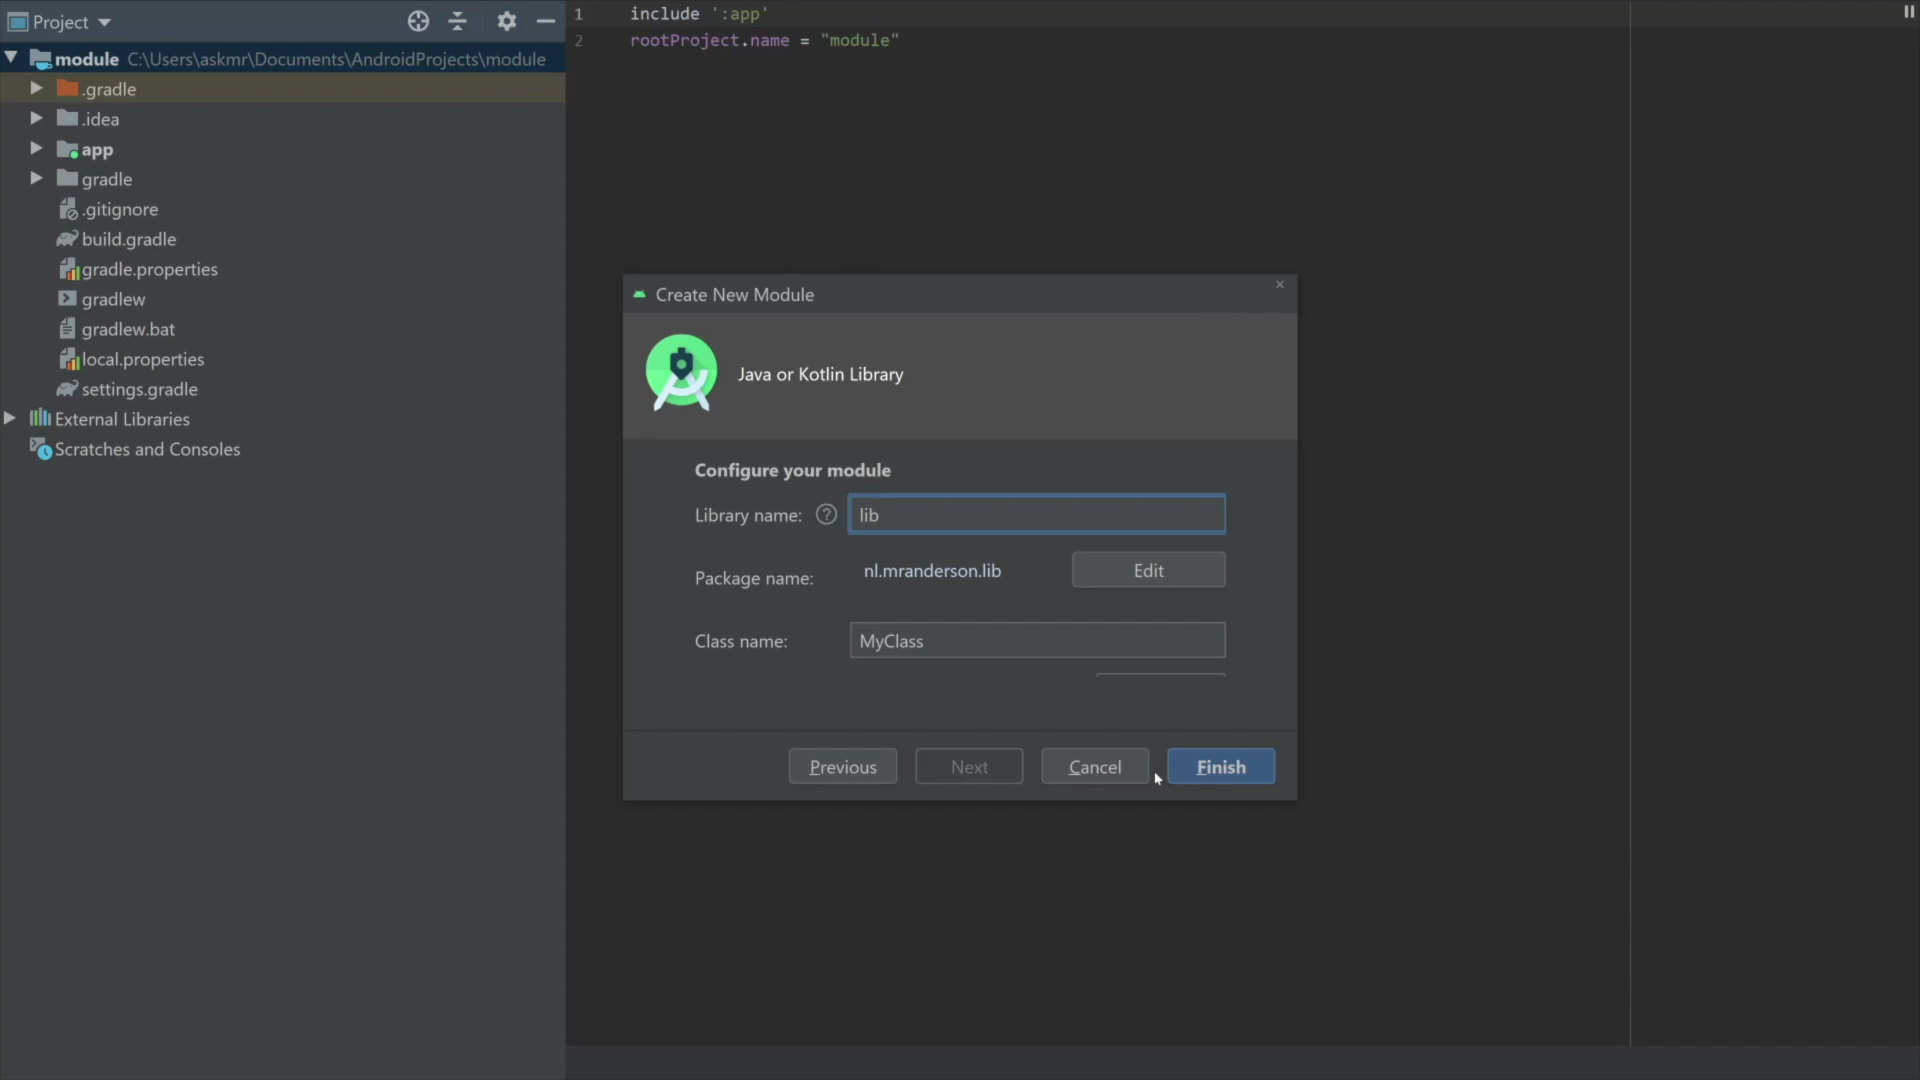 Project
module C:\Users\askmr\Documents\AndroidProjects\module
.gradle
.idea
app
gradle
.gitignore
build.gradle
gradle.properties
gradlew
gradlew.bat
local.properties
settings.gradle
External Libraries
Scratches and Consoles
1 include ':app'
2 rootProject.name = "module"
Create New Module
Java or Kotlin Library
Configure your module
Library name: ? lib
Package name: nl.mranderson.lib Edit
Class name: MyClass
Previous Next Cancel Finish